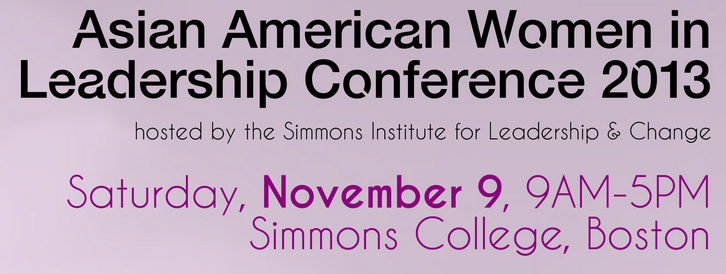 Asian American Women in
Leadership Conference 2013
hosted by the Simmons Institute for Leadership & Change
Saturday, November 9, 9AM-5PM
Simmons College, Boston